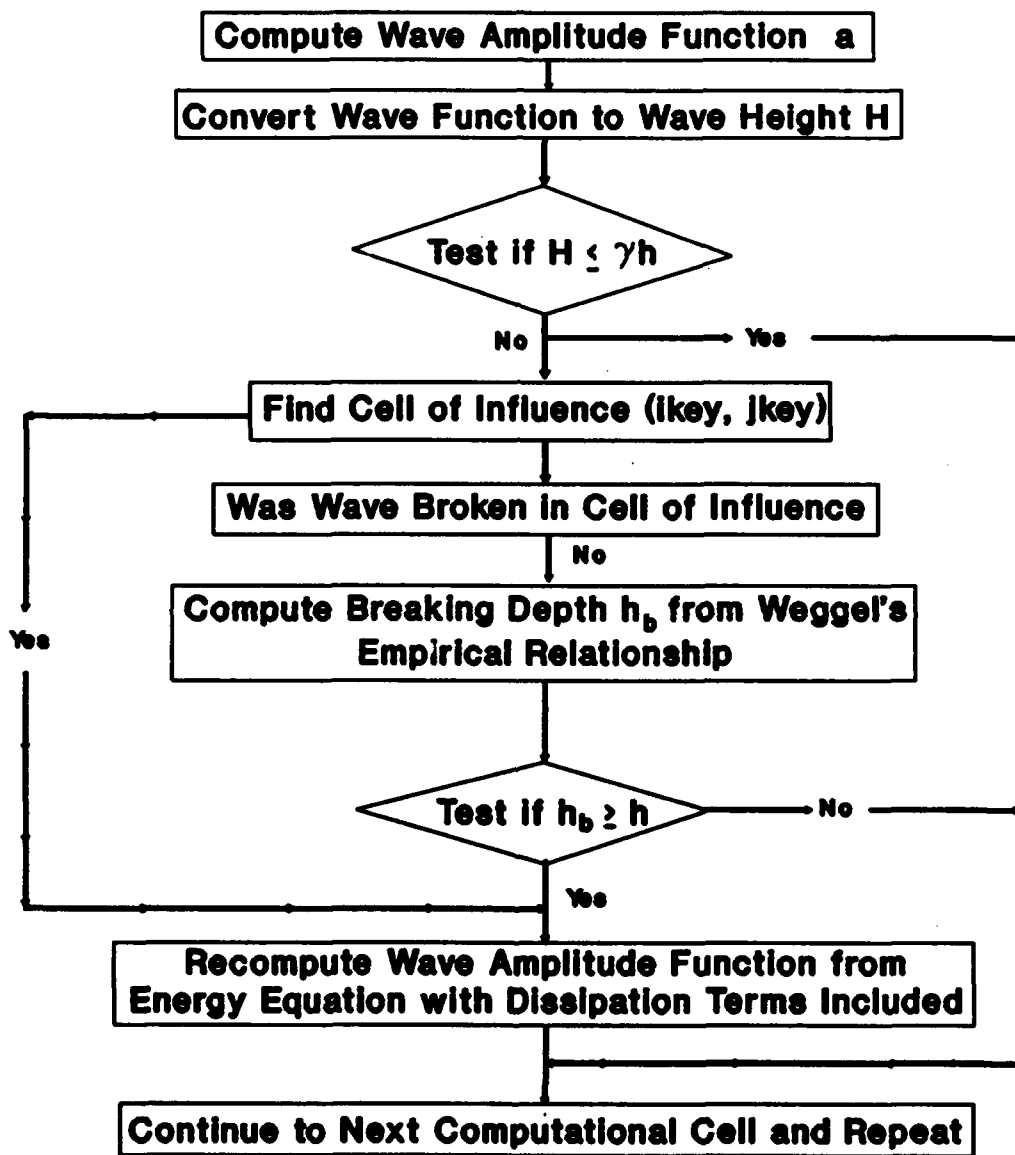 Compute Wave Amplitude Function a
Convert Wave Function to Wave Height H
Test if H ≤ γh
No
Yes
Find Cell of Influence (ikey, jkey)
Was Wave Broken in Cell of Influence
No
Compute Breaking Depth h_b from Weggel's
Empirical Relationship
Yes
Test if h_b ≥ h
No
Yes
Recompute Wave Amplitude Function from
Energy Equation with Dissipation Terms Included
Continue to Next Computational Cell and Repeat